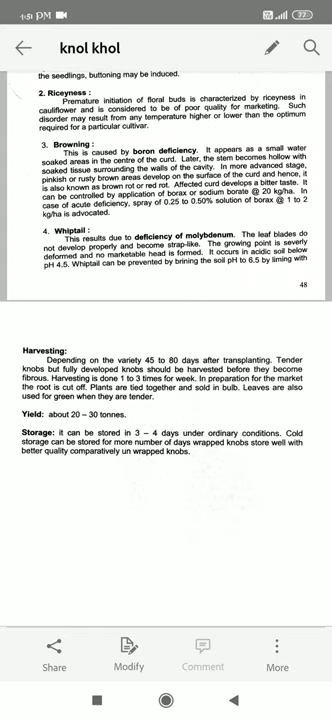 1:51 PM
77
knol khol
the seedlings, buttoning may be induced.
2. Riceyness :
Premature initiation of floral buds is characterized by riceyness in
cauliflower and is considered to be of poor quality for marketing. Such
disorder may result from any temperature higher or lower than the optimum
required for a particular cultivar.
3. Browning :
This is caused by boron deficiency. It appears as a small water
soaked areas in the centre of the curd. Later, the stem becomes hollow with
soaked tissue surrounding the walls of the cavity. In more advanced stage,
pinkish or rusty brown areas develop on the surface of the curd and hence, it
is also known as brown rot or red rot. Affected curd develops a bitter taste. It
can be controlled by application of borax or sodium borate @ 20 kg/ha. In
case of acute deficiency, spray of 0.25 to 0.50% solution of borax @ 1 to 2
kg/ha is advocated.
4. Whiptail :
This results due to deficiency of molybdenum. The leaf blades do
not develop properly and become strap-like. The growing point is severly
deformed and no marketable head is formed. It occurs in acidic soil below
pH 4.5. Whiptail can be prevented by brining the soil pH to 6.5 by liming with
48
Harvesting:
Depending on the variety 45 to 80 days after transplanting. Tender
knobs but fully developed knobs should be harvested before they become
fibrous. Harvesting is done 1 to 3 times for week. In preparation for the market
the root is cut off. Plants are tied together and sold in bulb. Leaves are also
used for green when they are tender.
Yield: about 20 – 30 tonnes.
Storage: it can be stored in 3 – 4 days under ordinary conditions. Cold
storage can be stored for more number of days wrapped knobs store well with
better quality comparatively un wrapped knobs.
Share
Modify
Comment
More